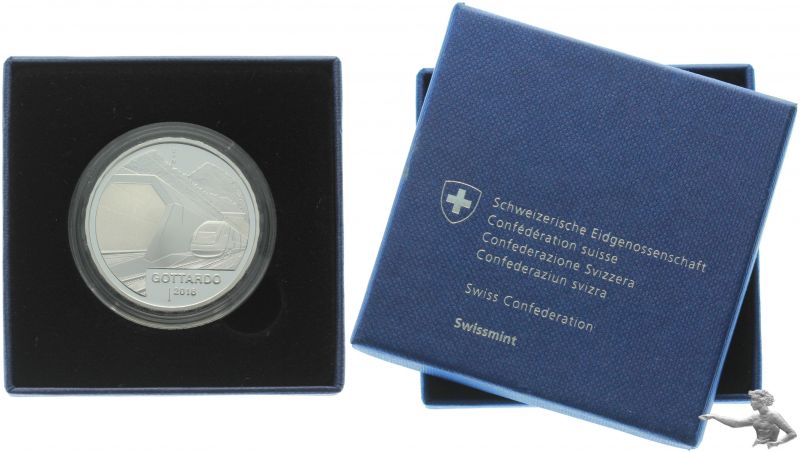 GOTTARDO
2016
Schweizerische Eidgenossenschaft
Confédération suisse
Confederazione Svizzera
Confederaziun svizra
Swiss Confederation
Swissmint